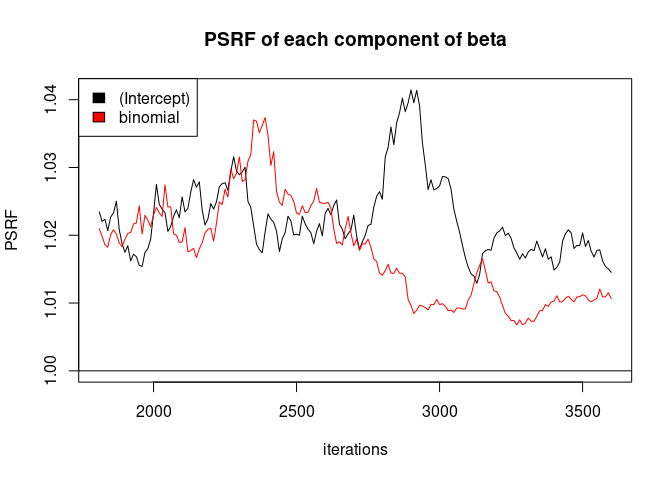 PSRF of each component of beta
(Intercept)
binomial
PSRF
1.04
1.03
1.02
1.01
1.00
2000 2500 3000 3500
iterations